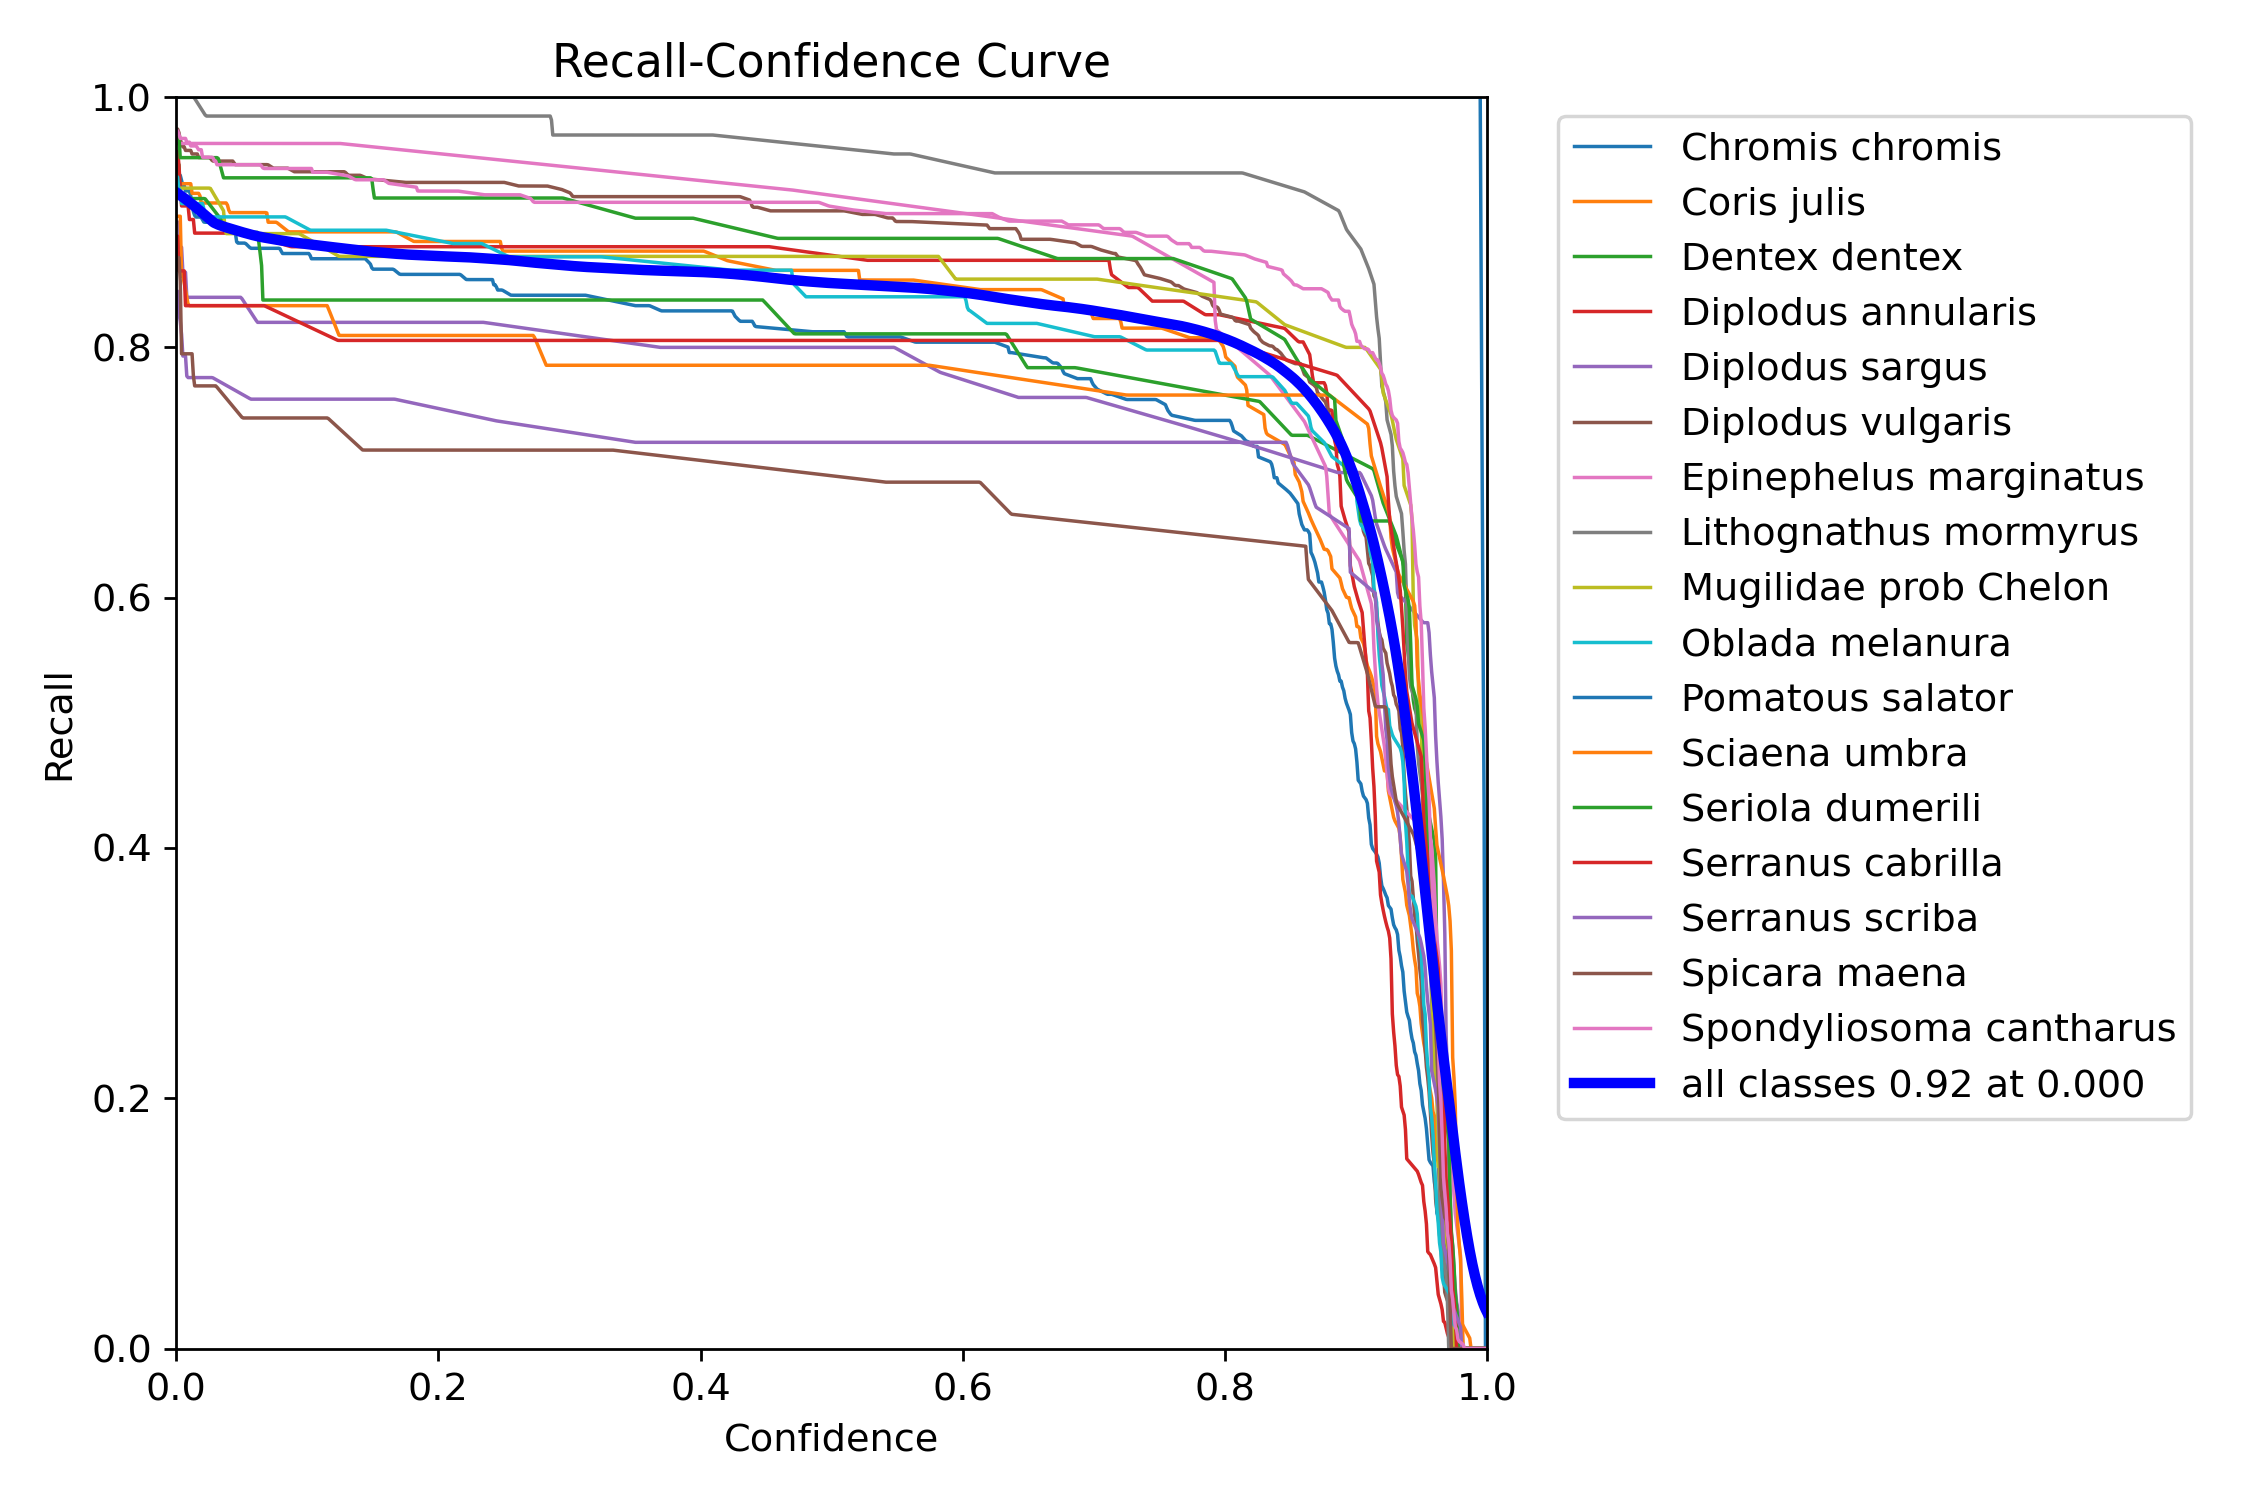 Recall-Confidence Curve
1.0
0.8
0.6
0.4
0.2
0.0
Recall
0.0 0.2 0.4 0.6 0.8 1.0
Confidence
Chromis chromis
Coris julis
Dentex dentex
Diplodus annularis
Diplodus sargus
Diplodus vulgaris
Epinephelus marginatus
Lithognathus mormyrus
Mugilidae prob Chelon
Oblada melanura
Pomatous salator
Sciaena umbra
Seriola dumerili
Serranus cabrilla
Serranus scriba
Spicara maena
Spondyliosoma cantharus
all classes 0.92 at 0.000